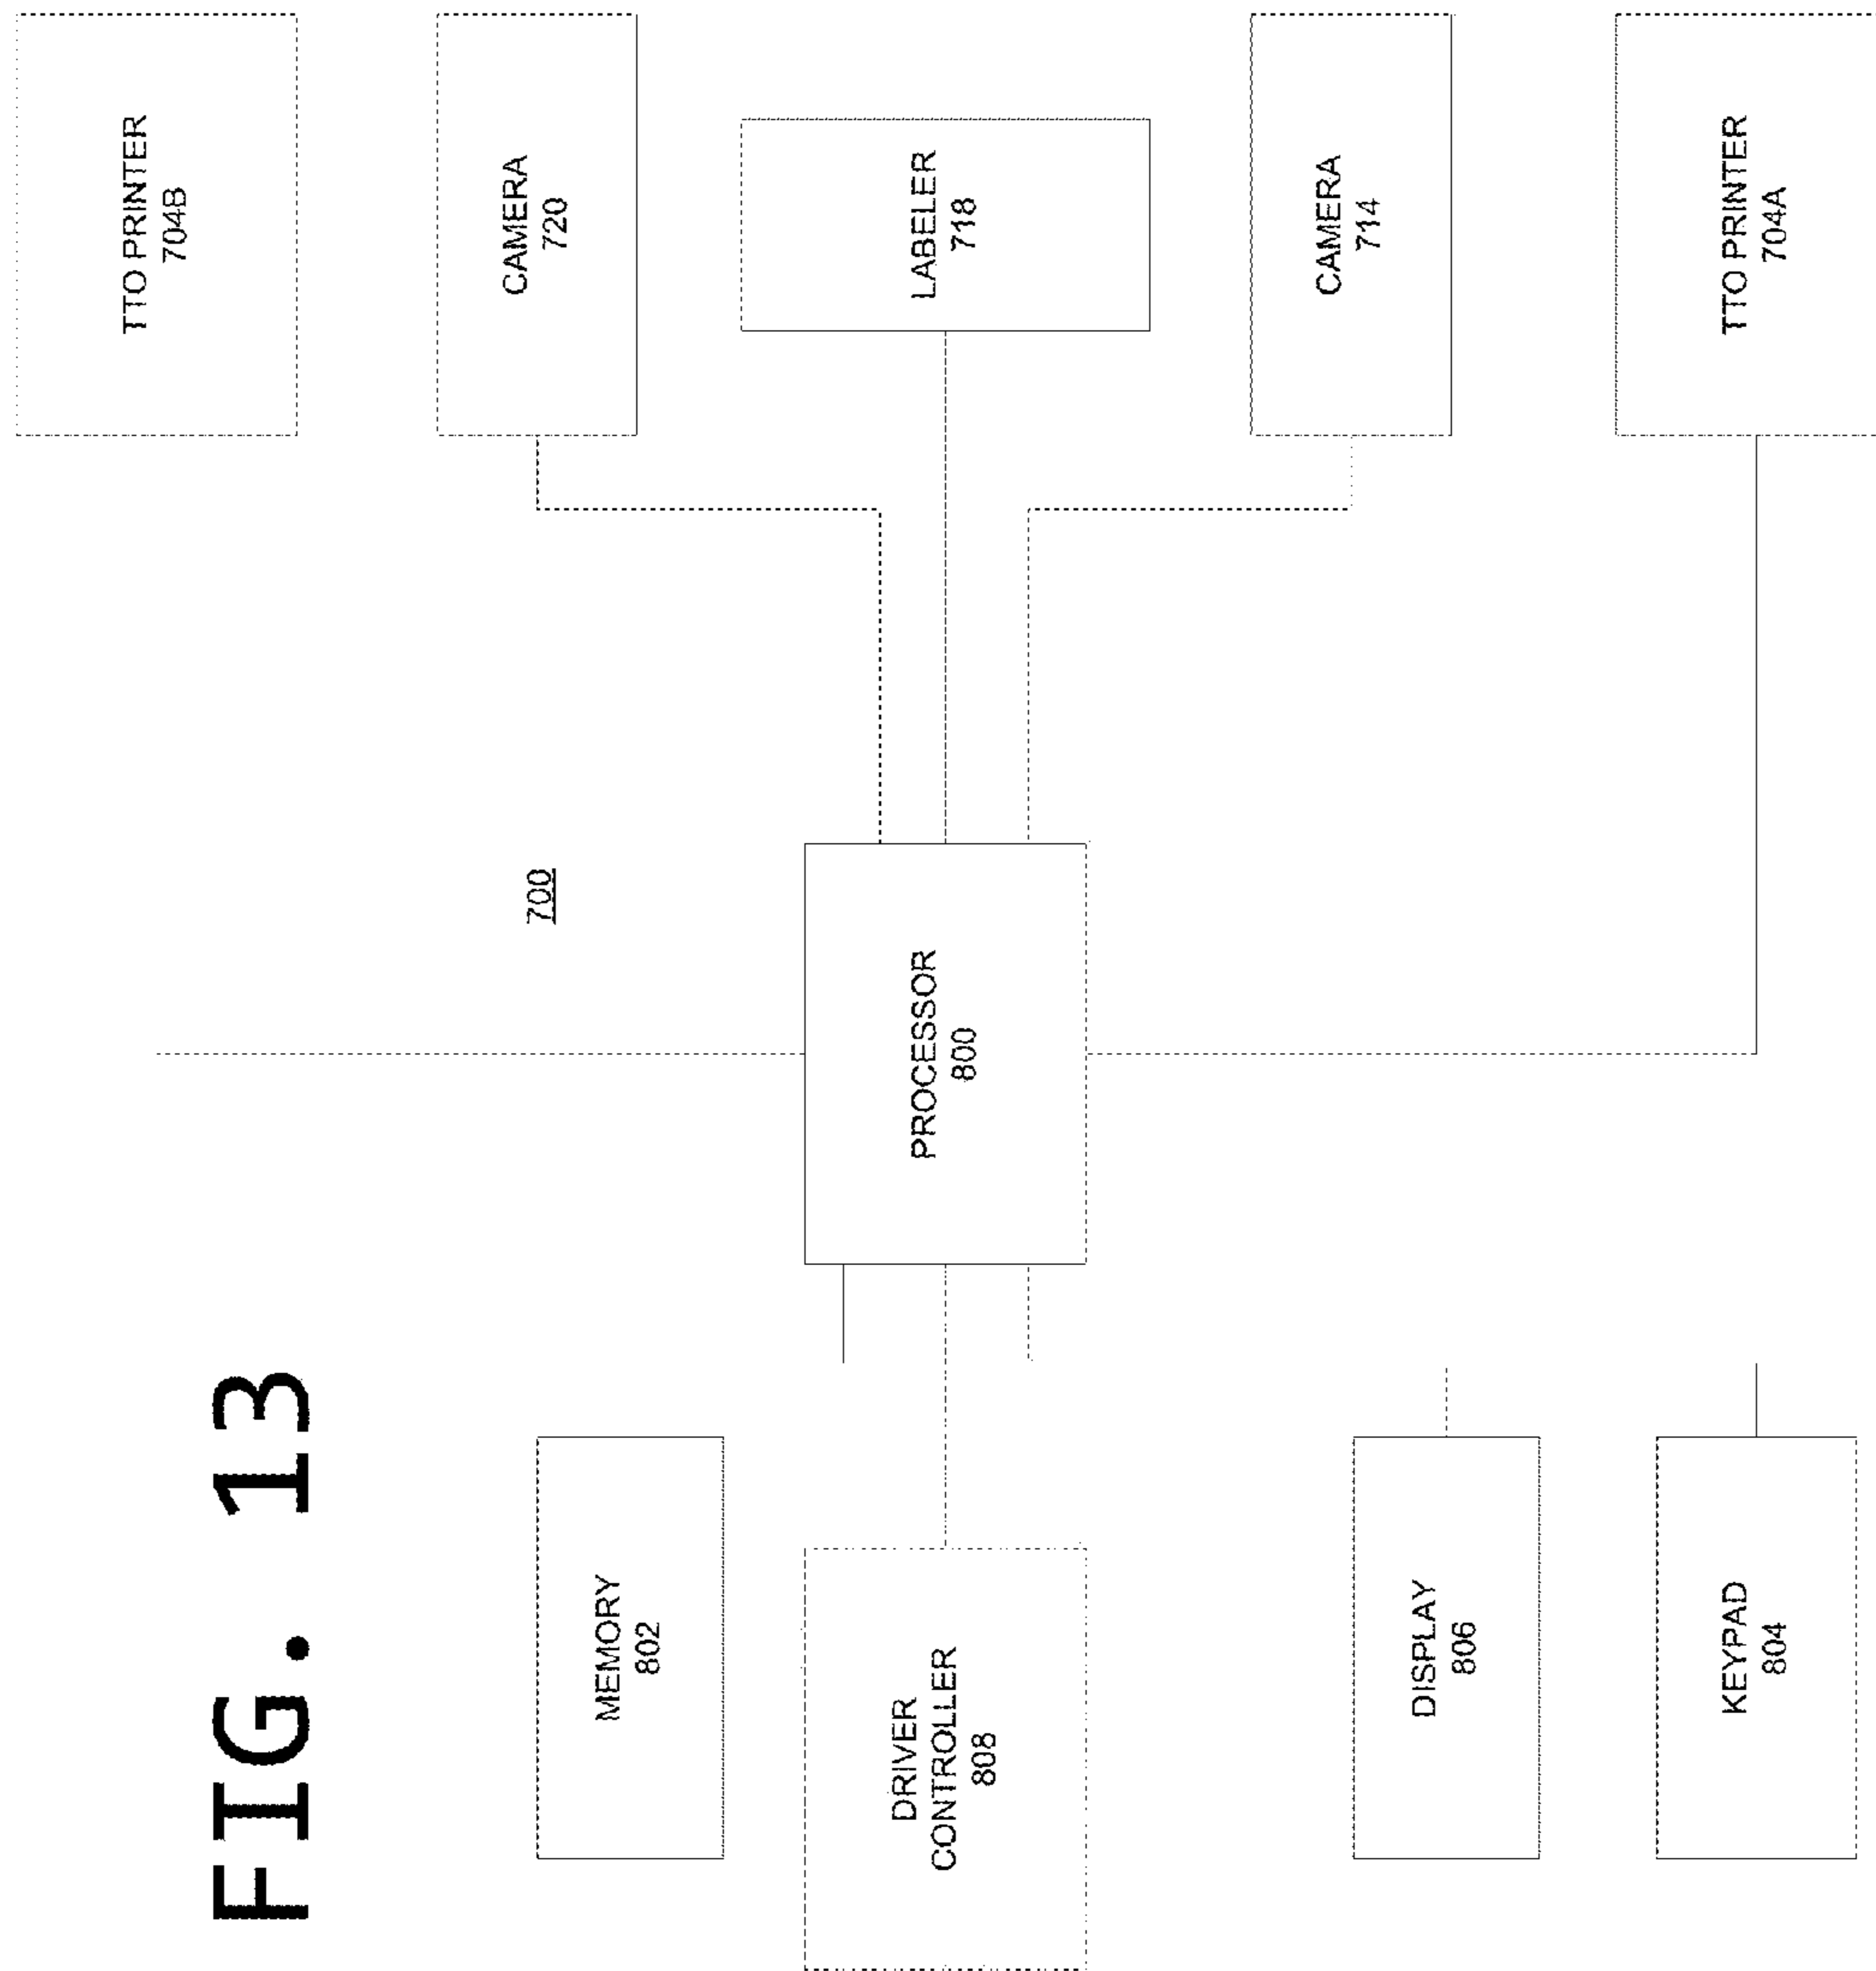 FIG. 13
MEMORY
802
DRIVER
CONTROLLER
808
DISPLAY
806
KEYPAD
804
700
PROCESSOR
800
TTO PRINTER
704B
CAMERA
720
LABELER
718
CAMERA
714
TTO PRINTER
704A